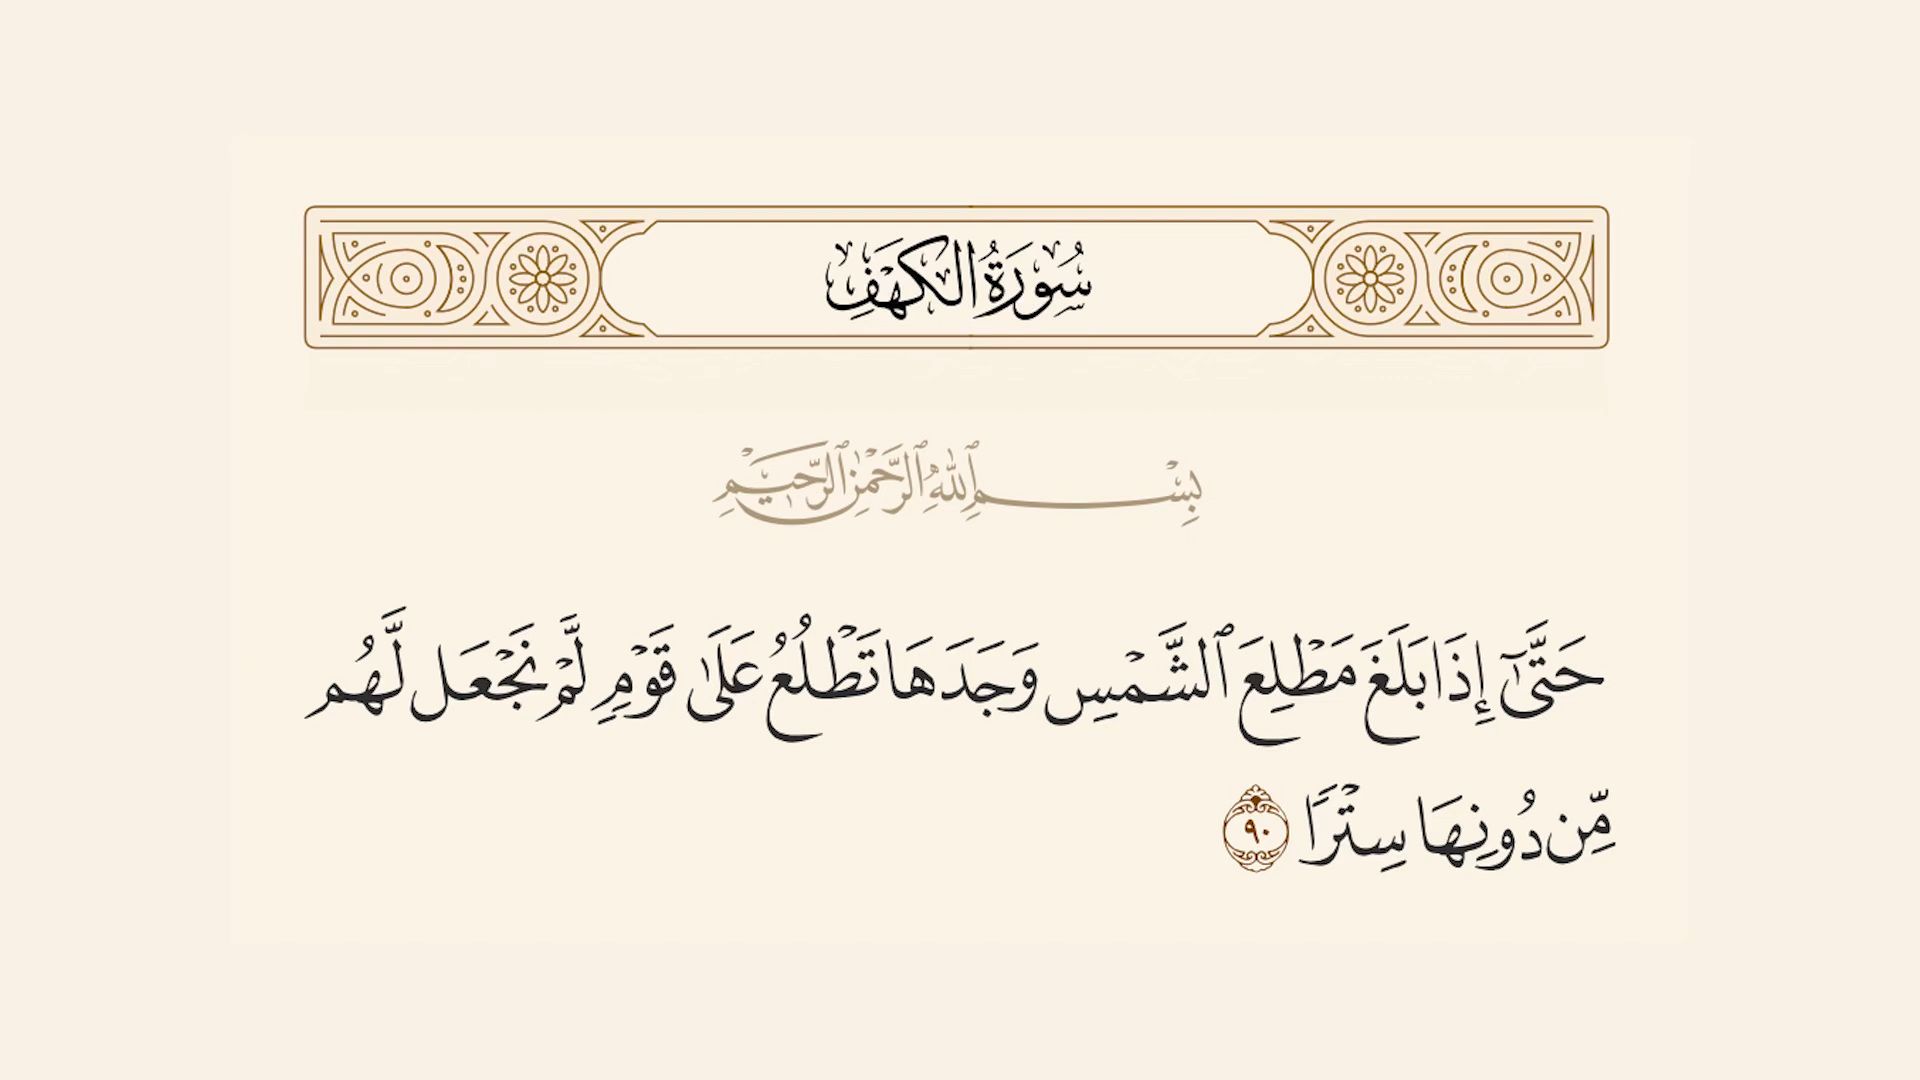 سُورَةُ الكَهۡفِ
بِسۡمِ ٱللَّهِ ٱلرَّحۡمَٰنِ ٱلرَّحِيمِ
حَتَّىٰٓ إِذَا بَلَغَ مَطۡلِعَ ٱلشَّمۡسِ وَجَدَهَا تَطۡلُعُ عَلَىٰ قَوۡمٖ لَّمۡ نَجۡعَل لَّهُم
مِّن دُونِهَا سِتۡرٗا ٩٠